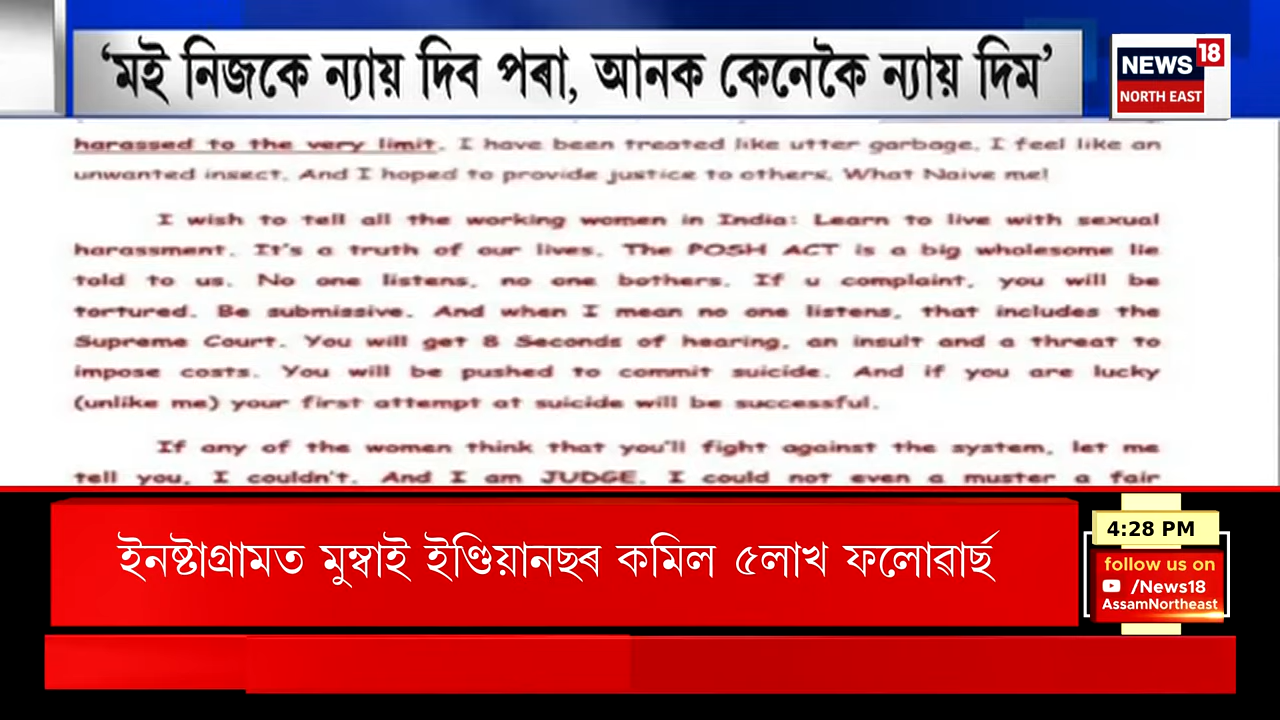 ‘মই নিজকে ন্যায় দিব পৰা, আনক কেনেকৈ ন্যায় দিম’
NEWS 18
NORTH EAST
harassed to the very limit. I have been treated like utter garbage. I feel like an
unwanted insect. And I hoped to provide justice to others. What Naive me!
I wish to tell all the working women in India: Learn to live with sexual
harassment. It's a truth of our lives. The POSH ACT is a big wholesome lie
told to us. No one listens, no one bothers. If u complaint, you will be
tortured. Be submissive. And when I mean no one listens, that includes the
Supreme Court. You will get 8 Seconds of hearing, an insult and a threat to
impose costs. You will be pushed to commit suicide. And if you are lucky
(unlike me) your first attempt at suicide will be successful.
If any of the women think that you'll fight against the system, let me
tell you, I couldn't. And I am JUDGE. I could not even a muster a fair
ইনষ্টাগ্ৰামত মুম্বাই ইণ্ডিয়ানছৰ কমিল ৫লাখ ফলোৱাৰ্ছ
4:28 PM
follow us on
/News18
AssamNortheast